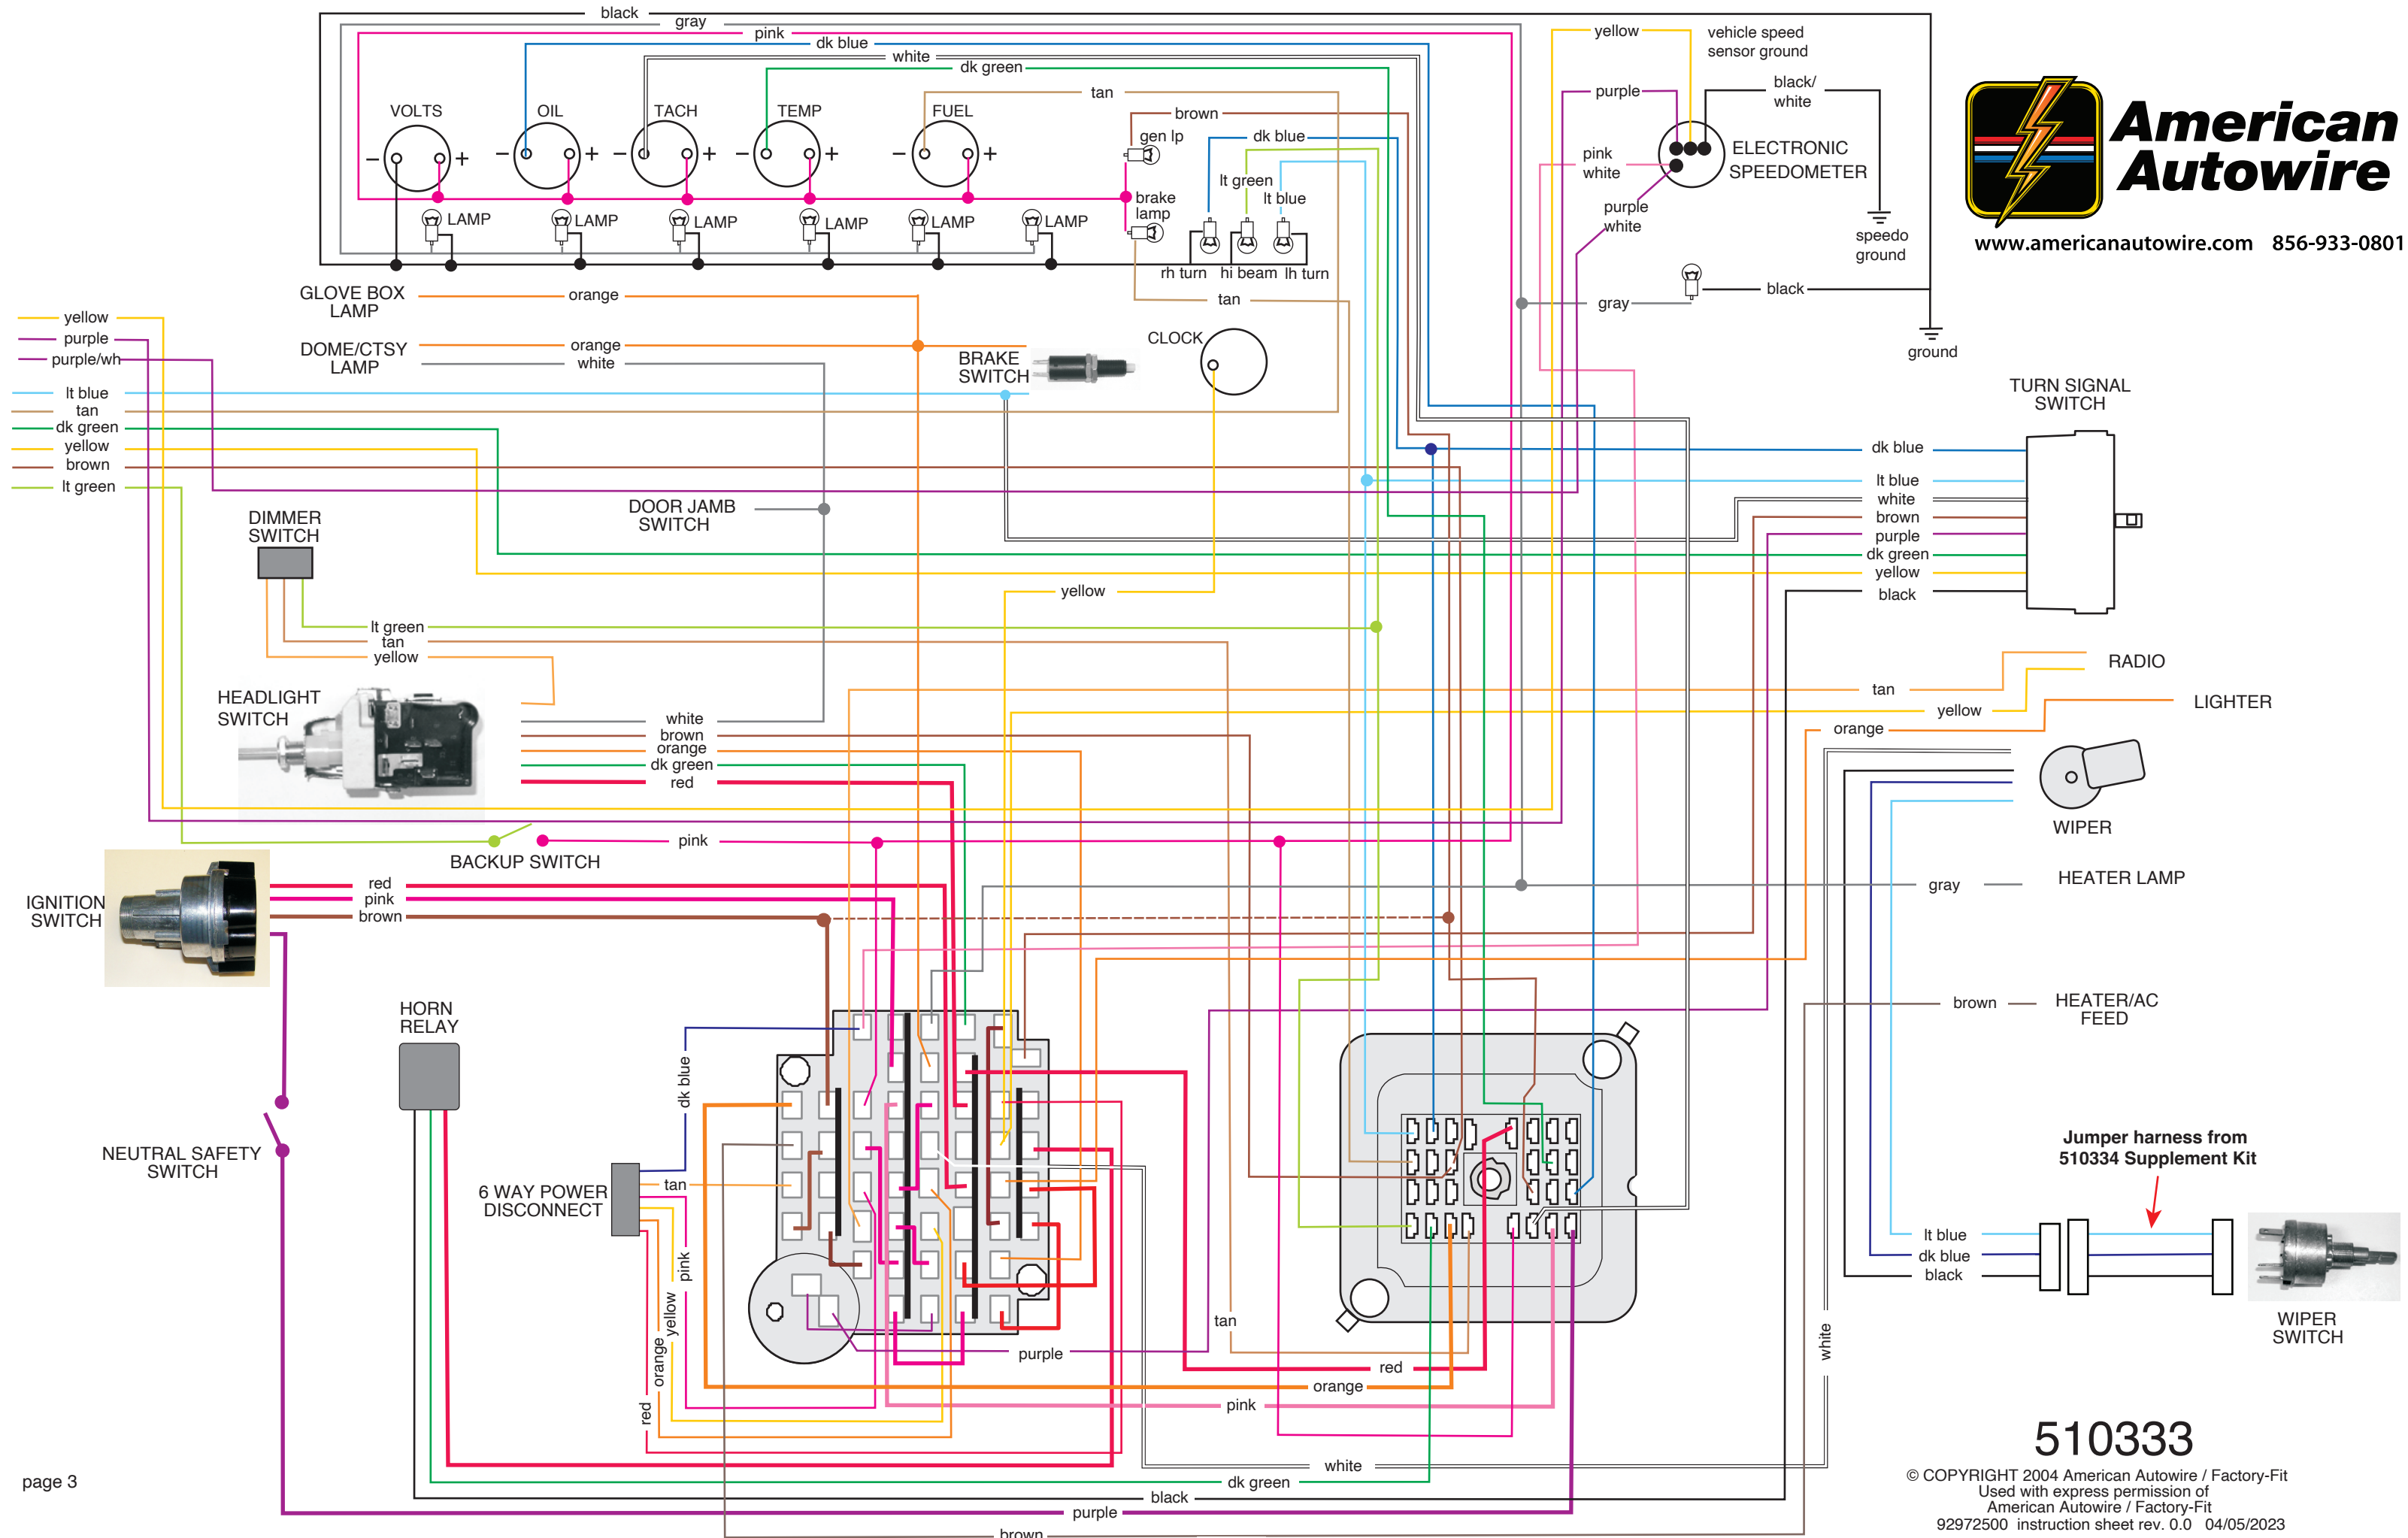 black
gray
pink
dk blue
white
dk green
tan
brown
yellow
vehicle speed
sensor ground
purple
black/
white
American
Autowire
www.americanautowire.com 856-933-0801
VOLTS
OIL
TACH
TEMP
FUEL
− +
− +
− +
− +
− +
gen lp
dk blue
lt green
lt blue
brake
lamp
pink
white
ELECTRONIC
SPEEDOMETER
purple
white
speedo
ground
LAMP
LAMP
LAMP
LAMP
LAMP
LAMP
rh turn
hi beam
lh turn
tan
gray
black
ground
GLOVE BOX
LAMP
orange
DOME/CTSY
LAMP
orange
white
BRAKE
SWITCH
CLOCK
yellow
purple
purple/wh
lt blue
tan
dk green
yellow
brown
lt green
TURN SIGNAL
SWITCH
dk blue
lt blue
white
brown
purple
dk green
yellow
black
DIMMER
SWITCH
DOOR JAMB
SWITCH
yellow
lt green
tan
yellow
HEADLIGHT
SWITCH
white
brown
orange
dk green
red
tan
RADIO
yellow
LIGHTER
orange
WIPER
BACKUP SWITCH
pink
IGNITION
SWITCH
red
pink
brown
gray
HEATER LAMP
brown
HEATER/AC
FEED
HORN
RELAY
dk blue
NEUTRAL SAFETY
SWITCH
6 WAY POWER
DISCONNECT
tan
pink
yellow
orange
red
purple
tan
red
orange
pink
white
dk green
black
purple
brown
white
Jumper harness from
510334 Supplement Kit
lt blue
dk blue
black
WIPER
SWITCH
510333
© COPYRIGHT 2004 American Autowire / Factory-Fit
Used with express permission of
American Autowire / Factory-Fit
92972500 instruction sheet rev. 0.0 04/05/2023
page 3